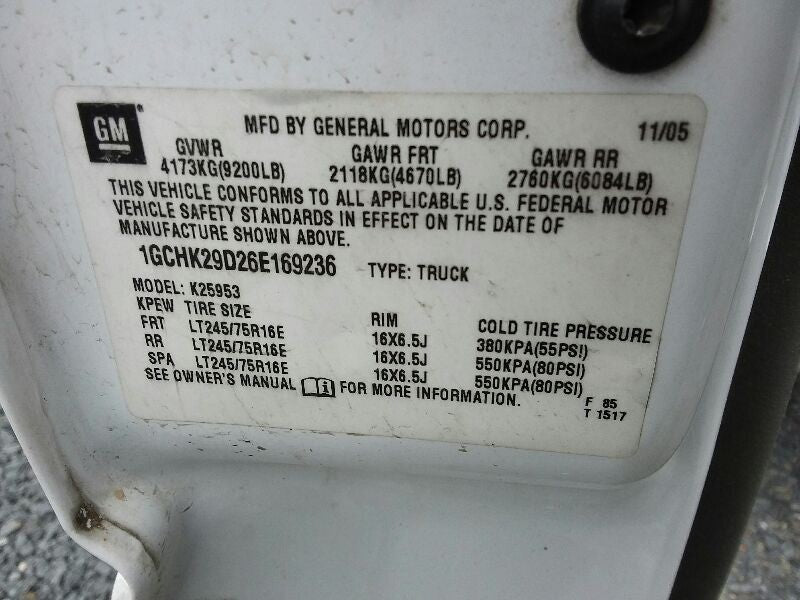 GM
MFD BY GENERAL MOTORS CORP. 11/05
GVWR GAWR FRT GAWR RR
4173KG(9200LB) 2118KG(4670LB) 2760KG(6084LB)
THIS VEHICLE CONFORMS TO ALL APPLICABLE U.S. FEDERAL MOTOR
VEHICLE SAFETY STANDARDS IN EFFECT ON THE DATE OF
MANUFACTURE SHOWN ABOVE.
1GCHK29D26E169236 TYPE: TRUCK
MODEL: K25953
KPEW TIRE SIZE RIM COLD TIRE PRESSURE
FRT LT245/75R16E 16X6.5J 380KPA(55PSI)
RR LT245/75R16E 16X6.5J 550KPA(80PSI)
SPA LT245/75R16E 16X6.5J 550KPA(80PSI)
SEE OWNER'S MANUAL FOR MORE INFORMATION.
F 85
T 1517